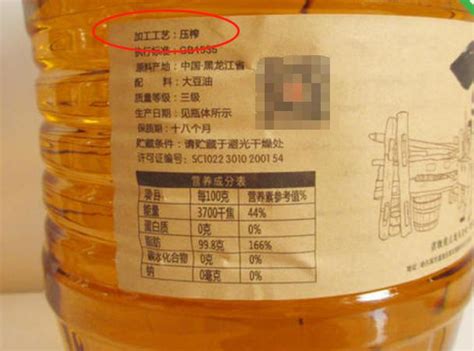 加工工艺：压榨
执行标准：GB1535
原料产地：中国·黑龙江省
配 料：大豆油
质量等级：三级
生产日期：见瓶体所示
保质期：十八个月
贮藏条件：请贮藏于避光干燥处
许可证编号：SC1022 3010 2001 54
营养成分表
每100克 营养素参考值%
能量 3700千焦 44%
蛋白质 0克 0%
脂肪 99.8克 166%
碳水化合物 0克 0%
钠 0毫克 0%